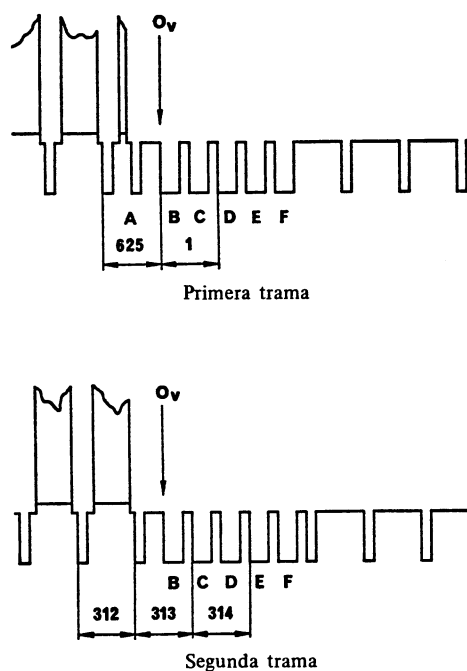 Ov
A B C D E F
625 1
Primera trama
Ov
B C D E F
312 313 314
Segunda trama